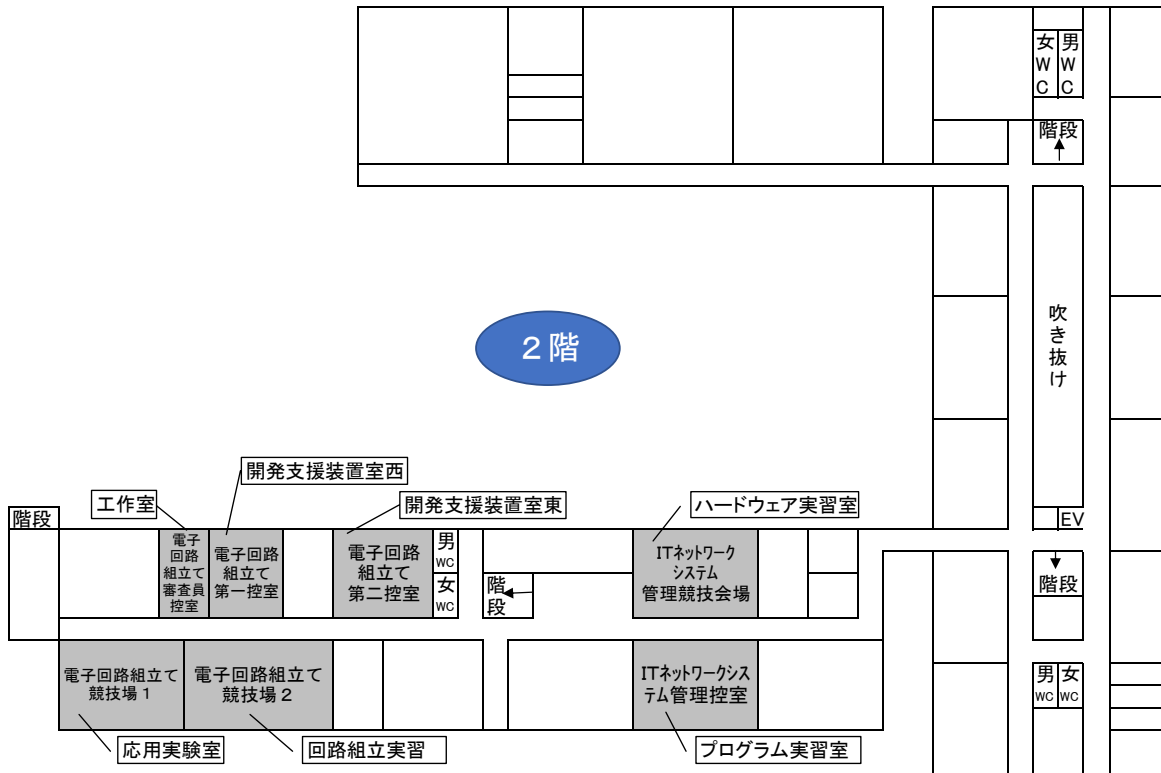 女WC
男WC
階段
２階
吹き抜け
開発支援装置室西
工作室
開発支援装置室東
ハードウェア実習室
階段
EV
電子
回路
組立て
審査員
控室
電子回路
組立て
第一控室
電子回路
組立て
第二控室
男
WC
女
WC
階
段
ITネットワーク
システム
管理競技会場
階段
電子回路組立て
競技場１
電子回路組立て
競技場２
ITネットワークシス
テム管理控室
男
WC
女
WC
応用実験室
回路組立実習
プログラム実習室